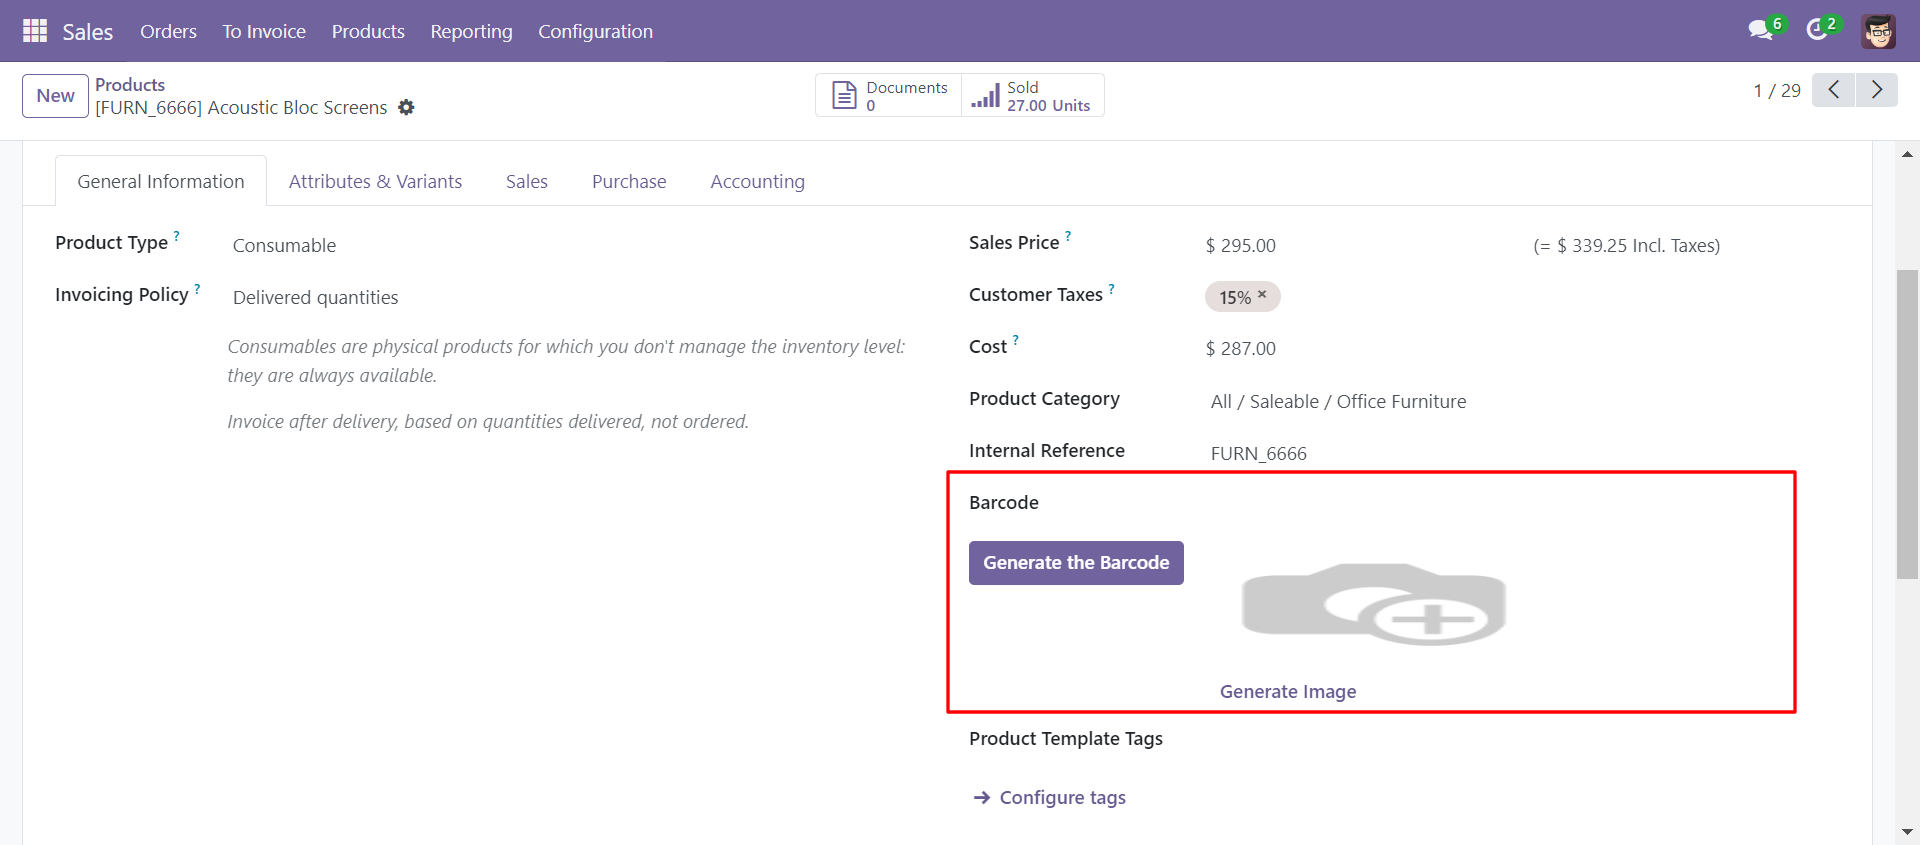 Sales Orders To Invoice Products Reporting Configuration 6 2
New Products
[FURN_6666] Acoustic Bloc Screens
Documents
0
Sold
27.00 Units
1 / 29
General Information Attributes & Variants Sales Purchase Accounting
Product Type ? Consumable
Invoicing Policy ? Delivered quantities
Consumables are physical products for which you don't manage the inventory level:
they are always available.
Invoice after delivery, based on quantities delivered, not ordered.
Sales Price ? $ 295.00 (= $ 339.25 Incl. Taxes)
Customer Taxes ? 15% ×
Cost ? $ 287.00
Product Category All / Saleable / Office Furniture
Internal Reference FURN_6666
Barcode
Generate the Barcode
Generate Image
Product Template Tags
→ Configure tags